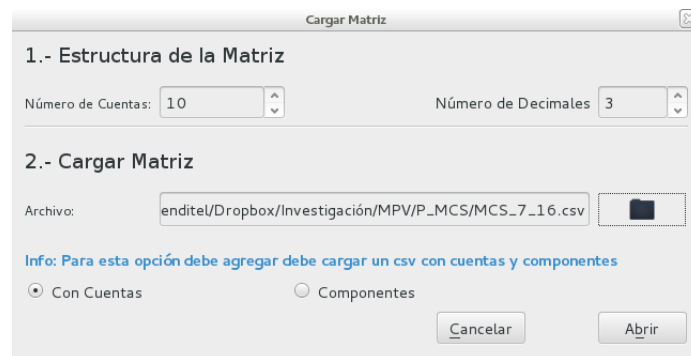 Cargar Matriz
1.- Estructura de la Matriz
Número de Cuentas: 10 Número de Decimales 3
2.- Cargar Matriz
Archivo: enditel/Dropbox/Investigación/MPV/P_MCS/MCS_7_16.csv
Info: Para esta opción debe agregar debe cargar un csv con cuentas y componentes
Con Cuentas Componentes
Cancelar Abrir